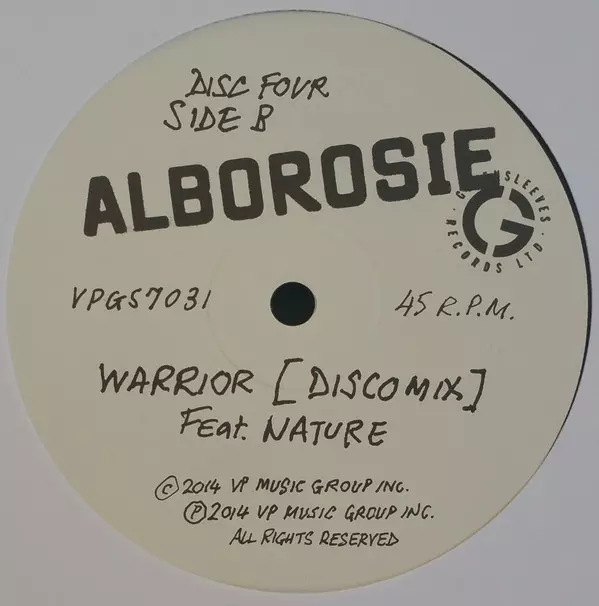 DISC FOUR
SIDE B
ALBOROSIE
SLEEVES
RECORDS LTD.
G
VPGS7031
45 R.P.M.
WARRIOR [DISCOMIX]
Feat. NATURE
© 2014 VP MUSIC GROUP INC.
℗ 2014 VP MUSIC GROUP INC.
ALL RIGHTS RESERVED